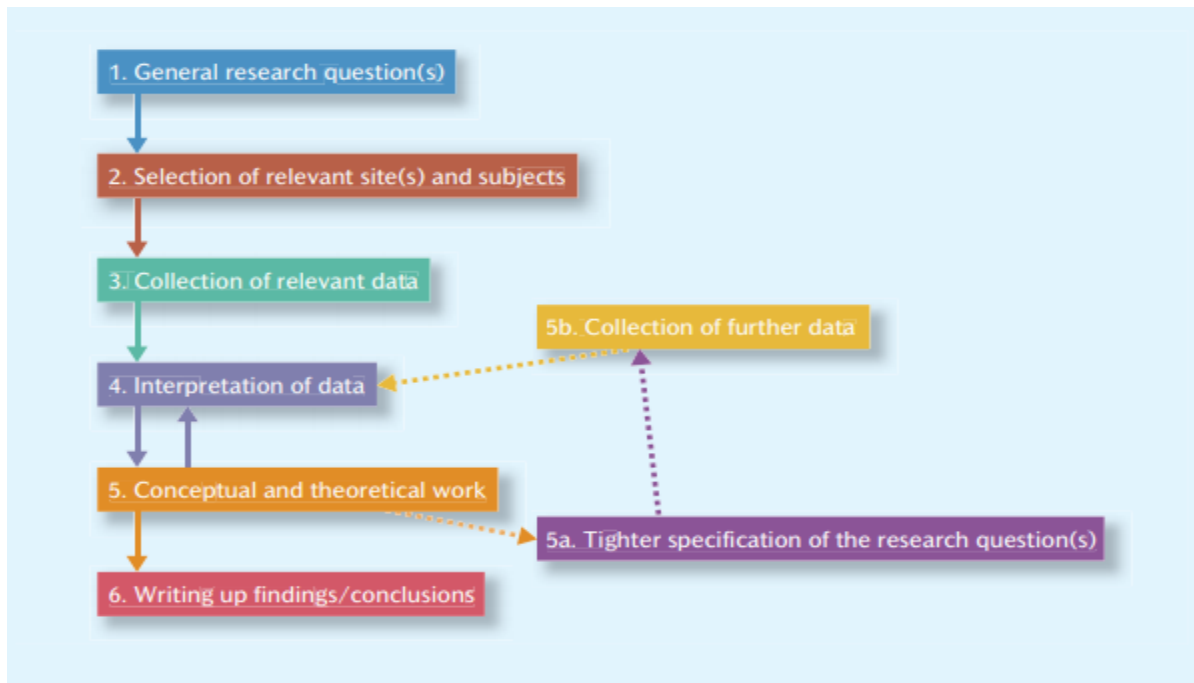 1. General research question(s)
2. Selection of relevant site(s) and subjects
3. Collection of relevant data
5b. Collection of further data
4. Interpretation of data
5. Conceptual and theoretical work
5a. Tighter specification of the research question(s)
6. Writing up findings/conclusions